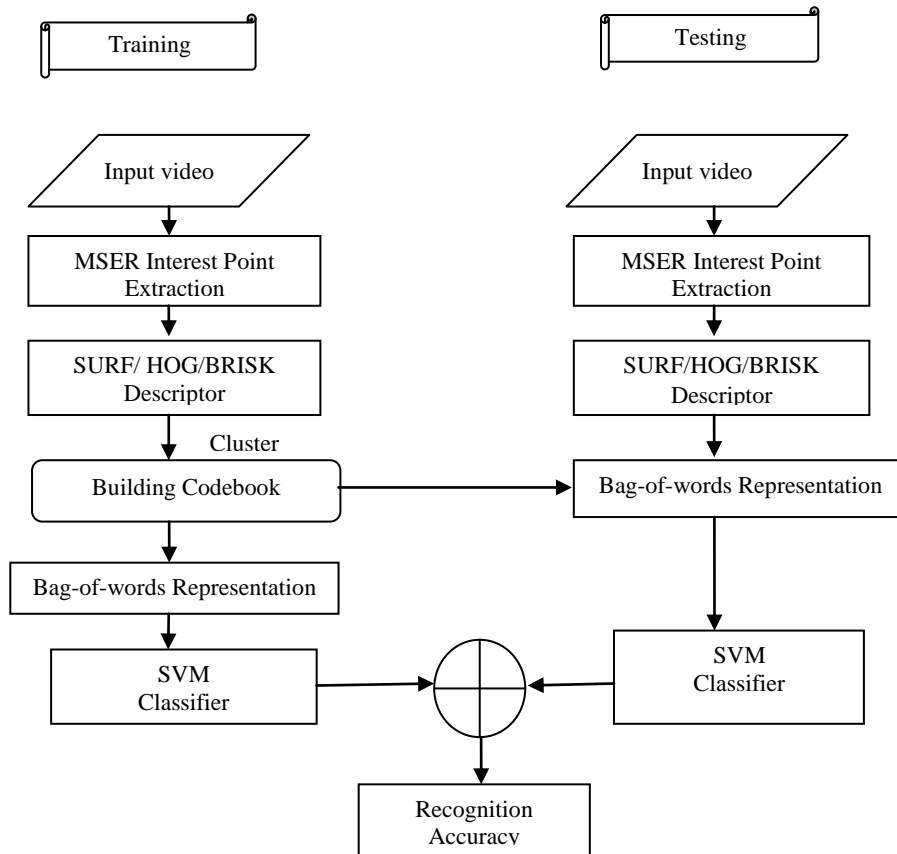 Training
Testing
Input video
Input video
MSER Interest Point
Extraction
MSER Interest Point
Extraction
SURF/ HOG/BRISK
Descriptor
SURF/HOG/BRISK
Descriptor
Cluster
Building Codebook
Bag-of-words Representation
Bag-of-words Representation
SVM
Classifier
SVM
Classifier
Recognition
Accuracy